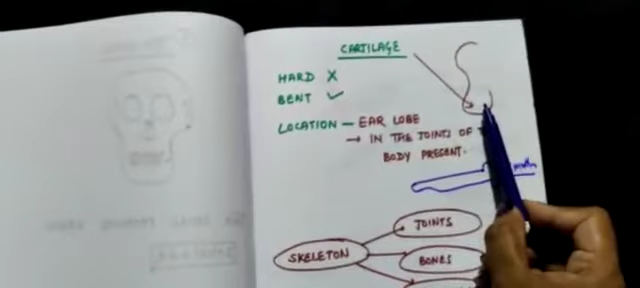 CARTILAGE
HARD X
BENT ✓
LOCATION — EAR LOBE
→ IN THE JOINTS OF
BODY PRESENT.
JOINTS
SKELETON
BONES